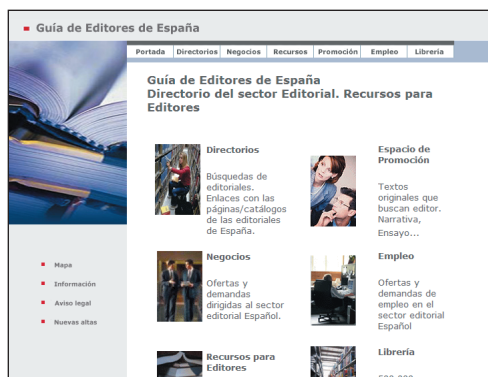 Guía de Editores de España
Portada Directorios Negocios Recursos Promoción Empleo Librería
Guía de Editores de España
Directorio del sector Editorial. Recursos para
Editores
Directorios
Búsquedas de
editoriales.
Enlaces con las
páginas/catálogos
de las editoriales
de España.
Espacio de
Promoción
Textos
originales que
buscan editor.
Narrativa,
Ensayo...
Negocios
Ofertas y
demandas
dirigidas al sector
editorial Español.
Empleo
Ofertas y
demandas de
empleo en el
sector editorial
Español
Recursos para
Editores
Librería
Mapa
Información
Aviso legal
Nuevas altas